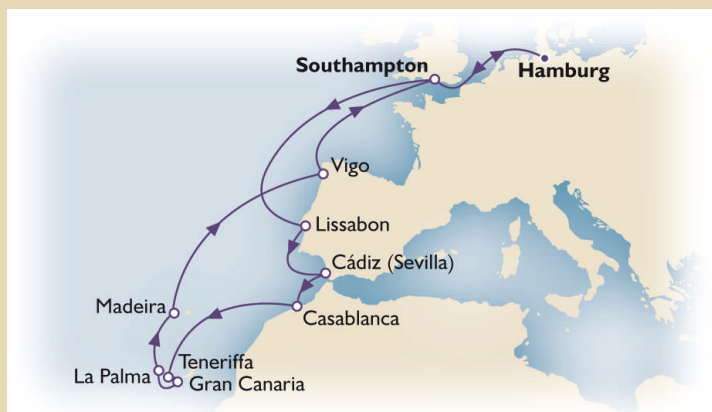 Southampton
Hamburg
Vigo
Lissabon
Cádiz (Sevilla)
Madeira
Casablanca
Teneriffa
La Palma
Gran Canaria